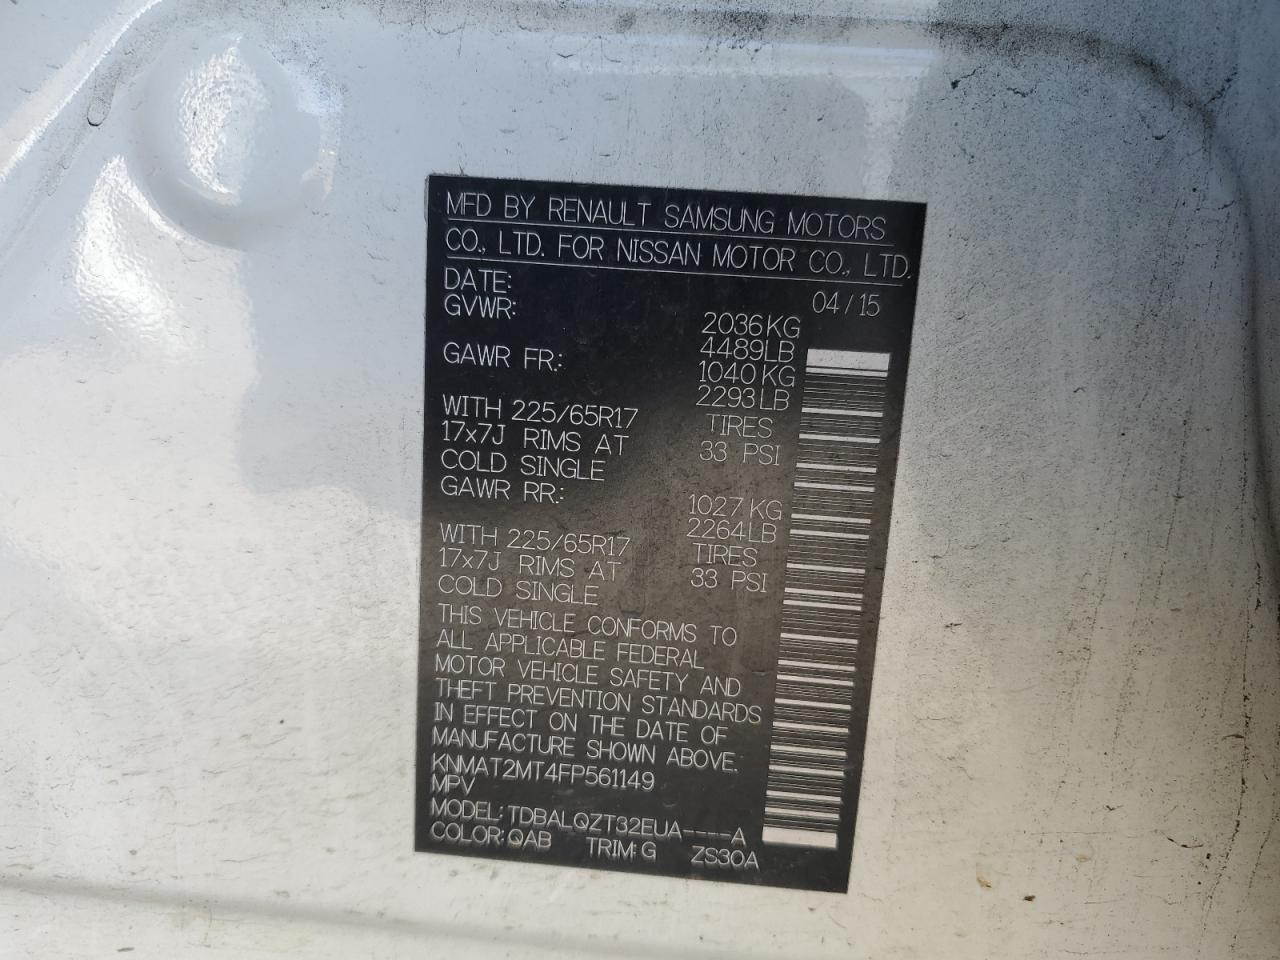 MFD BY RENAULT SAMSUNG MOTORS
CO., LTD. FOR NISSAN MOTOR CO., LTD.
DATE: 04/15
GVWR: 2036KG
4489LB
GAWR FR.: 1040KG
2293LB
WITH 225/65R17 TIRES
17x7J RIMS AT 33 PSI
COLD SINGLE
GAWR RR.: 1027KG
2264LB
WITH 225/65R17 TIRES
17x7J RIMS AT 33 PSI
COLD SINGLE
THIS VEHICLE CONFORMS TO
ALL APPLICABLE FEDERAL
MOTOR VEHICLE SAFETY AND
THEFT PREVENTION STANDARDS
IN EFFECT ON THE DATE OF
MANUFACTURE SHOWN ABOVE.
KNMAT2MT4FP561149
MPV
MODEL: TDBALQZT32EUA----A
COLOR: QAB TRIM: G ZS30A